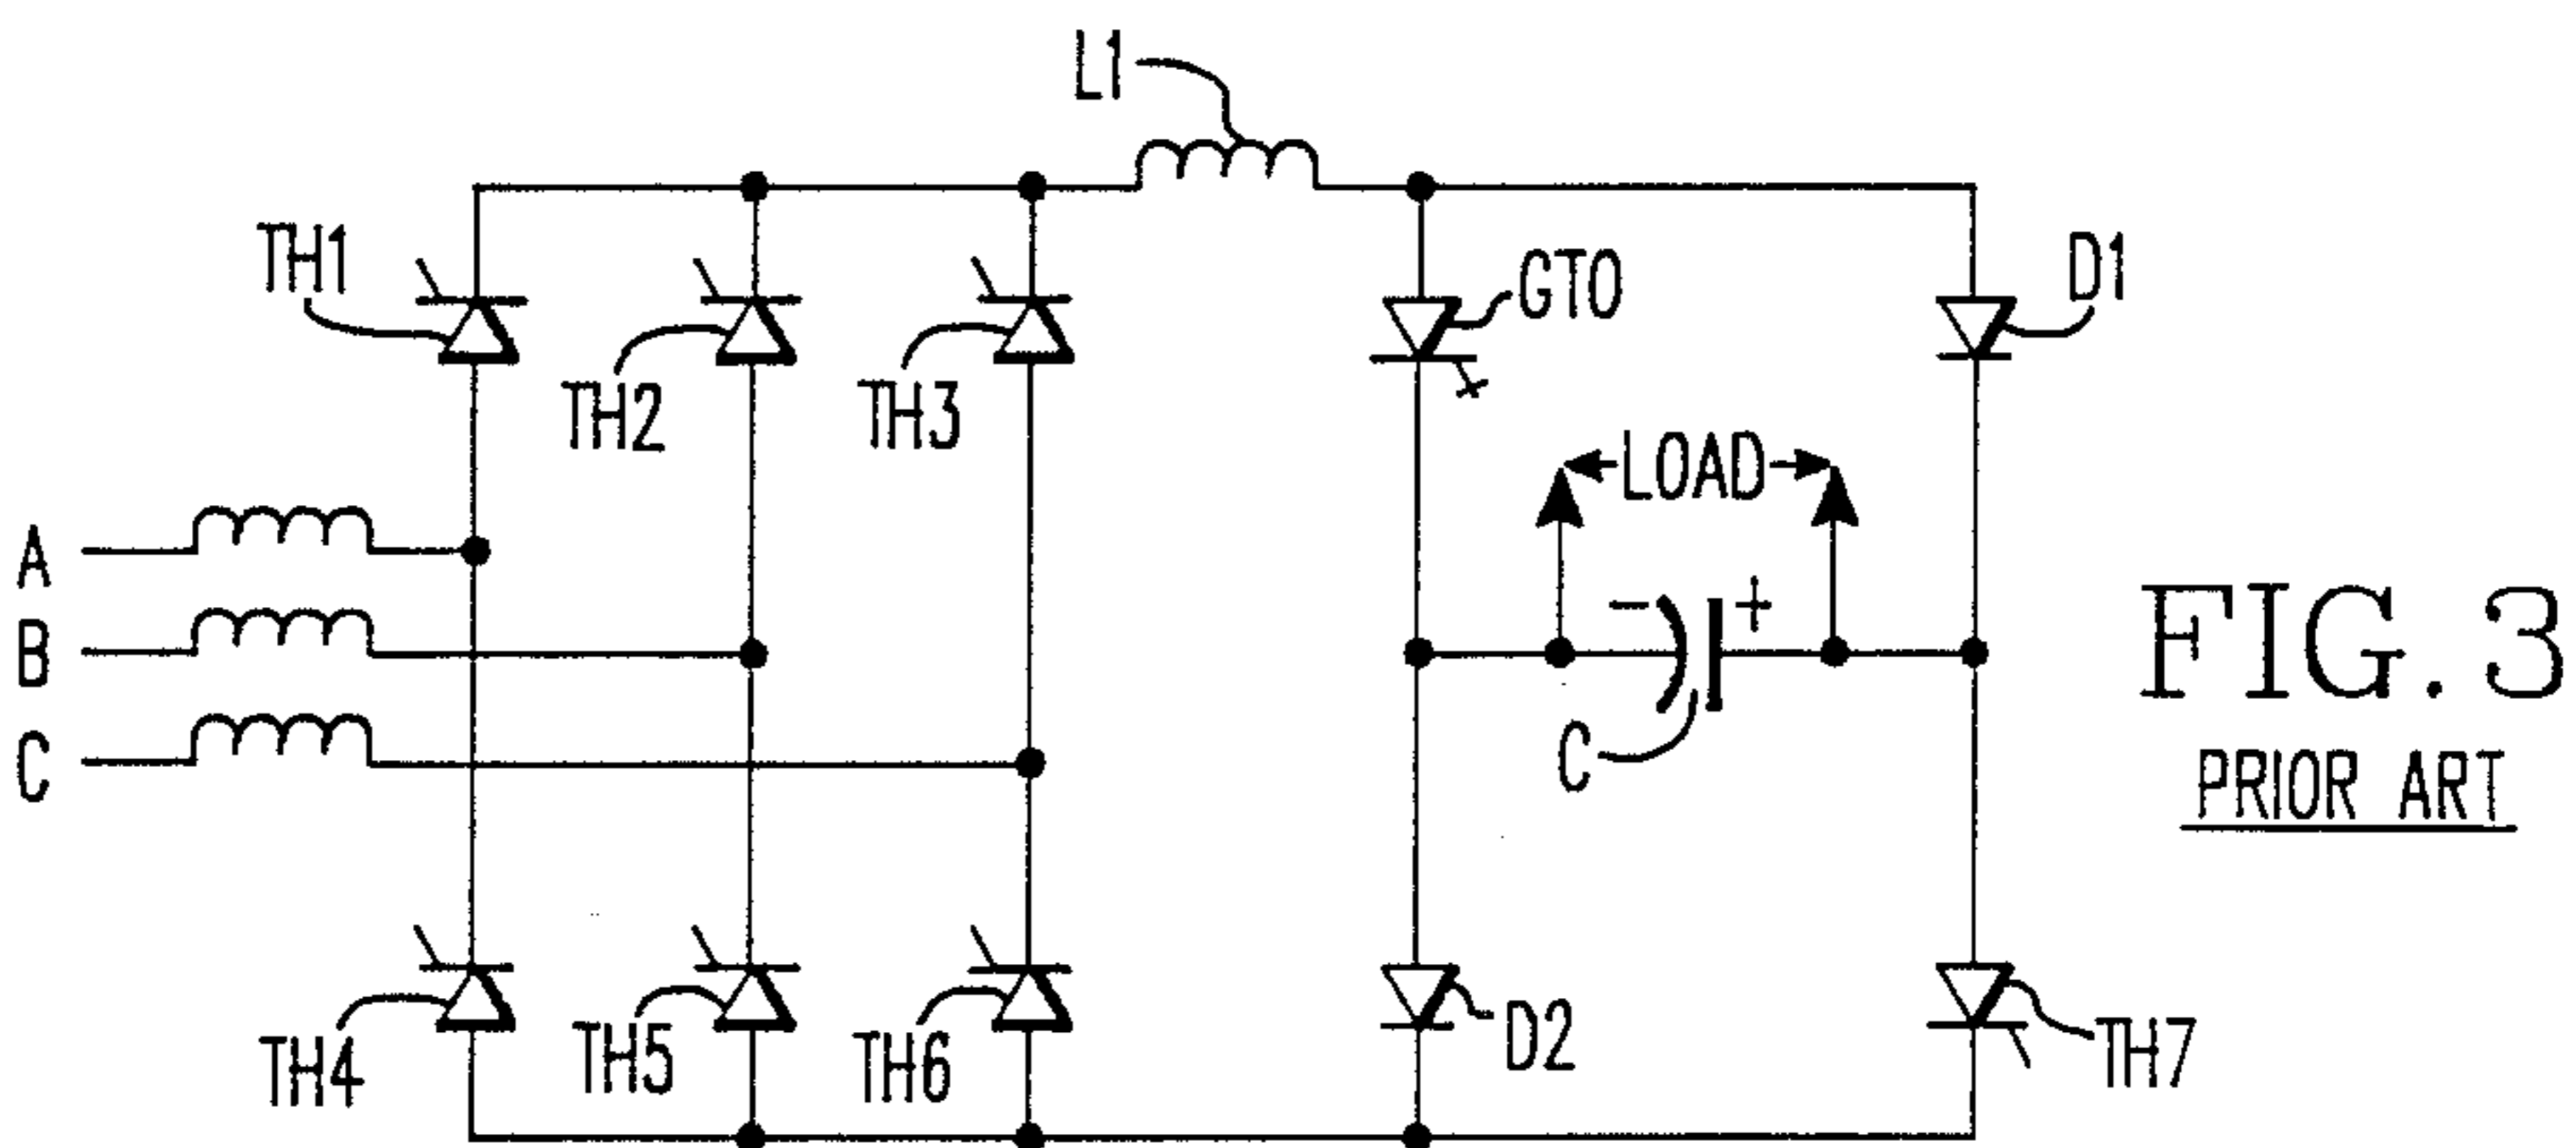 L1
TH1
TH2
TH3
GTO
D1
LOAD
A
B
C
- +
C
FIG. 3
PRIOR ART
TH4
TH5
TH6
D2
TH7